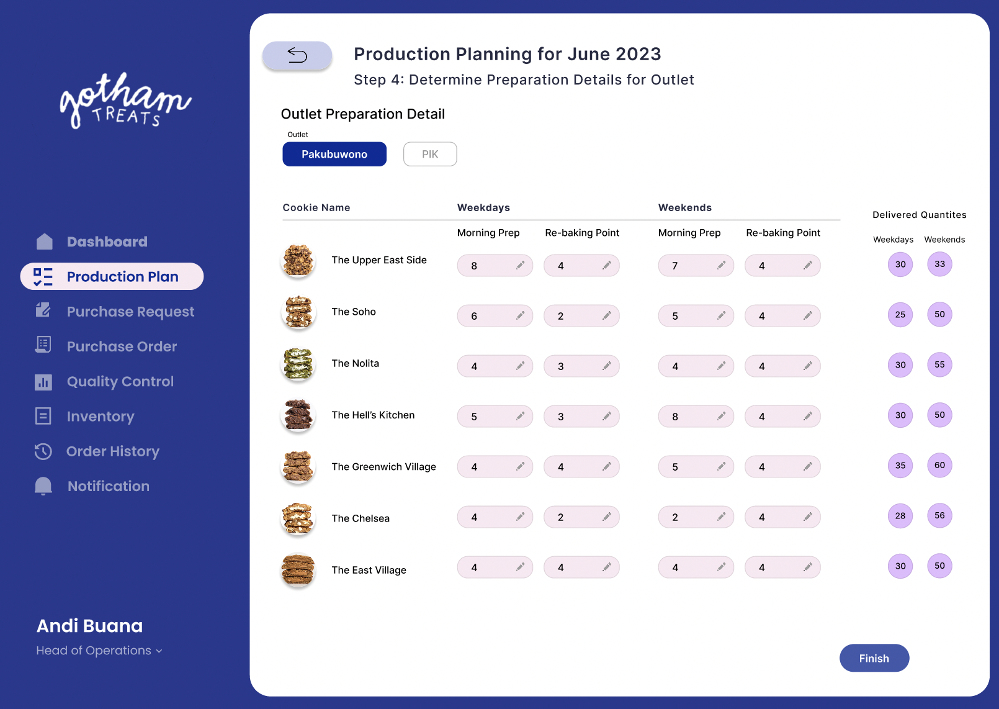 gotham
TREATS
Dashboard
Production Plan
Purchase Request
Purchase Order
Quality Control
Inventory
Order History
Notification
Andi Buana
Head of Operations
Production Planning for June 2023
Step 4: Determine Preparation Details for Outlet
Outlet Preparation Detail
Outlet
Pakubuwono PIK
Cookie Name Weekdays Weekends Delivered Quantites
Morning Prep Re-baking Point Morning Prep Re-baking Point Weekdays Weekends
The Upper East Side 8 4 7 4 30 33
The Soho 6 2 5 4 25 50
The Nolita 4 3 4 4 30 55
The Hell's Kitchen 5 3 8 4 30 50
The Greenwich Village 4 4 5 4 35 60
The Chelsea 4 2 2 4 28 56
The East Village 4 4 4 4 30 50
Finish